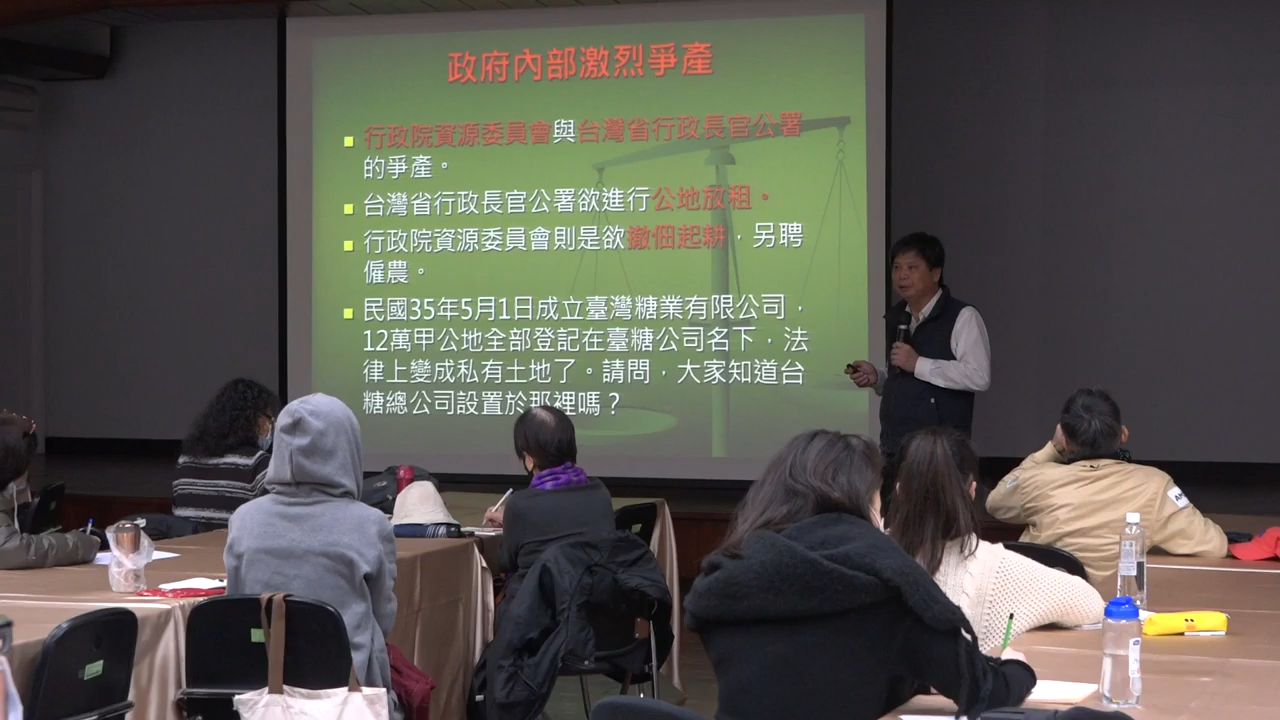 政府內部激烈爭產
行政院資源委員會與台灣省行政長官公署
的爭產。
台灣省行政長官公署欲進行公地放租。
行政院資源委員會則是欲撤佃起耕，另聘
僱農。
民國35年5月1日成立臺灣糖業有限公司，
12萬甲公地全部登記在臺糖公司名下，法
律上變成私有土地了。請問，大家知道台
糖總公司設置於那裡嗎？